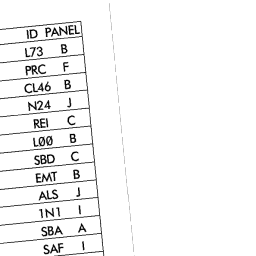 ID PANEL
L73 B
PRC F
CL46 B
N24 J
REI C
LØØ B
SBD C
EMT B
ALS J
1N1 I
SBA A
SAF I